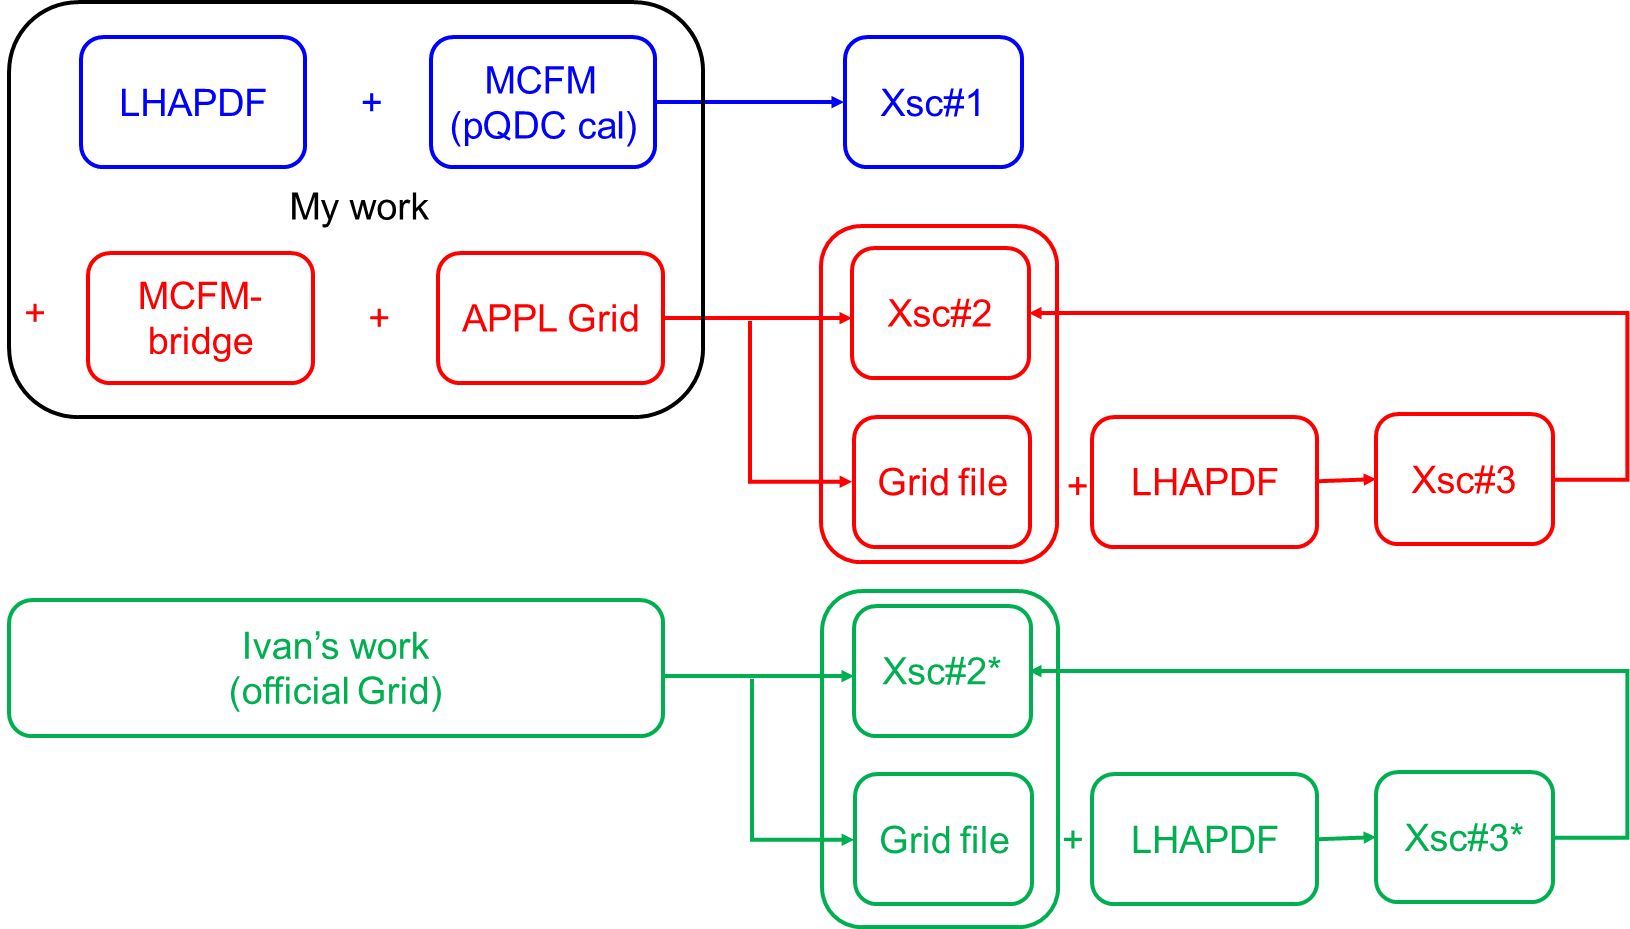 LHAPDF
+
MCFM
(pQDC cal)
Xsc#1
My work
+
MCFM-
bridge
+
APPL Grid
Xsc#2
Grid file
+
LHAPDF
Xsc#3
Ivan’s work
(official Grid)
Xsc#2*
Grid file
+
LHAPDF
Xsc#3*